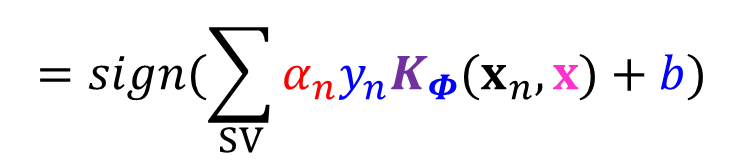 = sign(∑ αₙyₙK_Φ(𝐱ₙ, 𝐱) + b)
SV